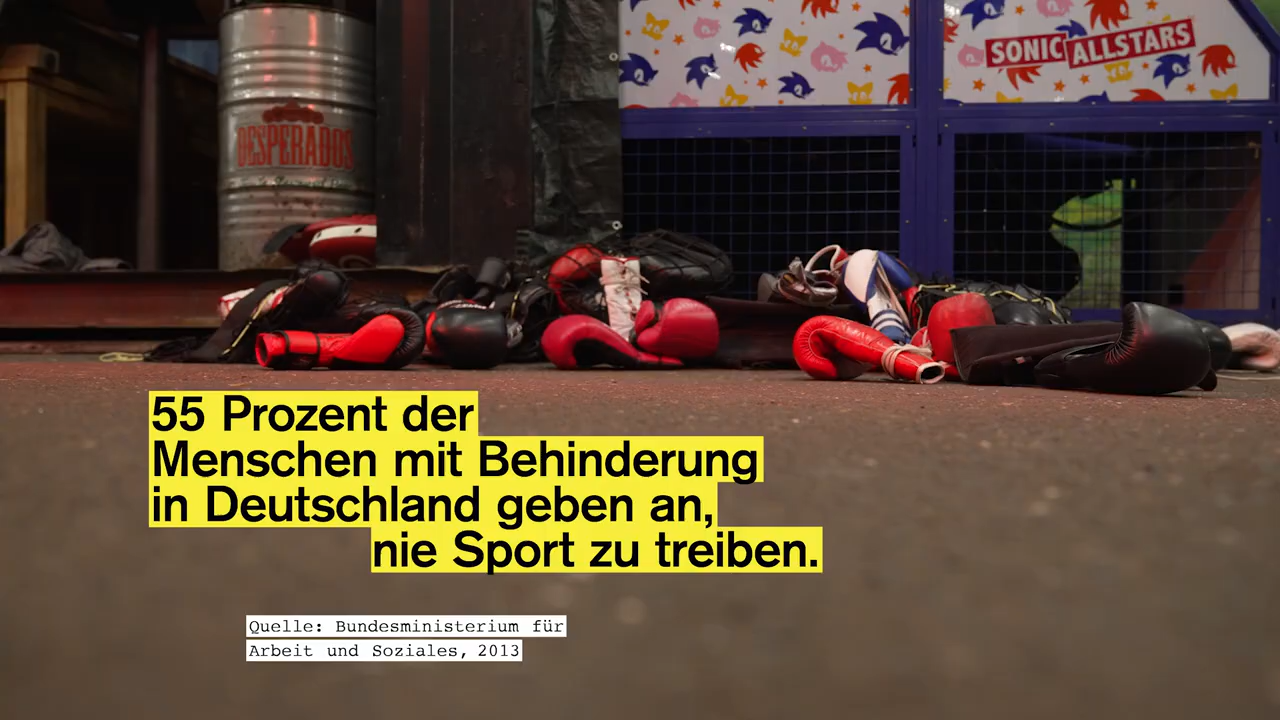 SONIC ALLSTARS
DESPERADOS
55 Prozent der
Menschen mit Behinderung
in Deutschland geben an,
nie Sport zu treiben.
Quelle: Bundesministerium für
Arbeit und Soziales, 2013